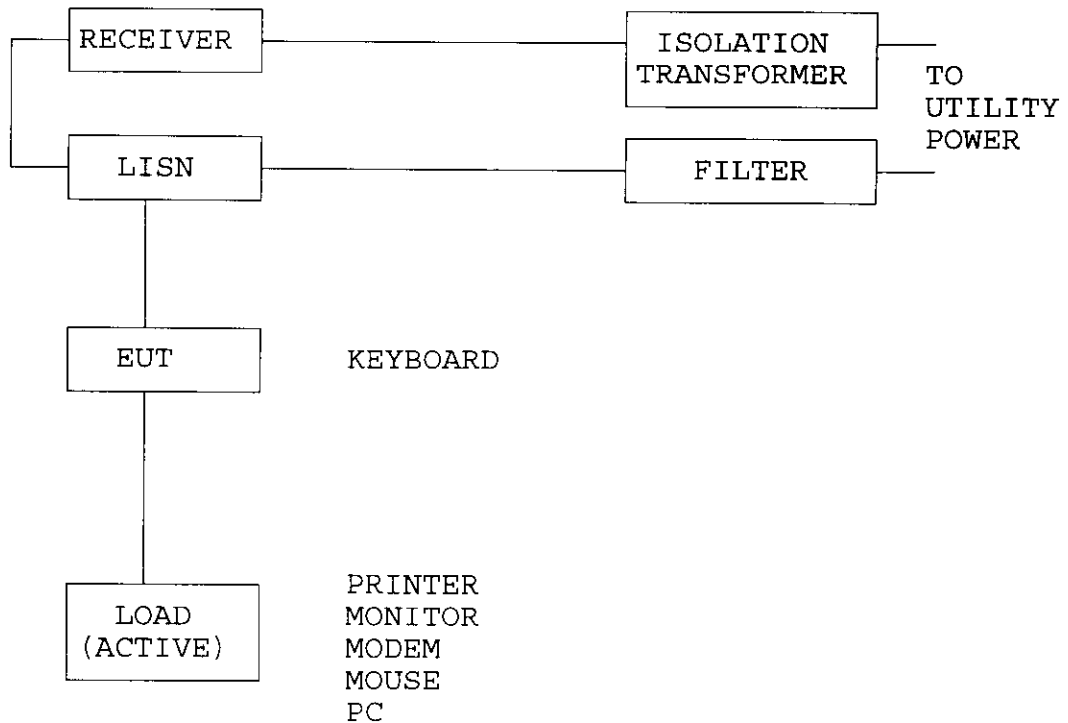 RECEIVER
ISOLATION
TRANSFORMER
TO
UTILITY
POWER
LISN
FILTER
EUT
KEYBOARD
LOAD
(ACTIVE)
PRINTER
MONITOR
MODEM
MOUSE
PC